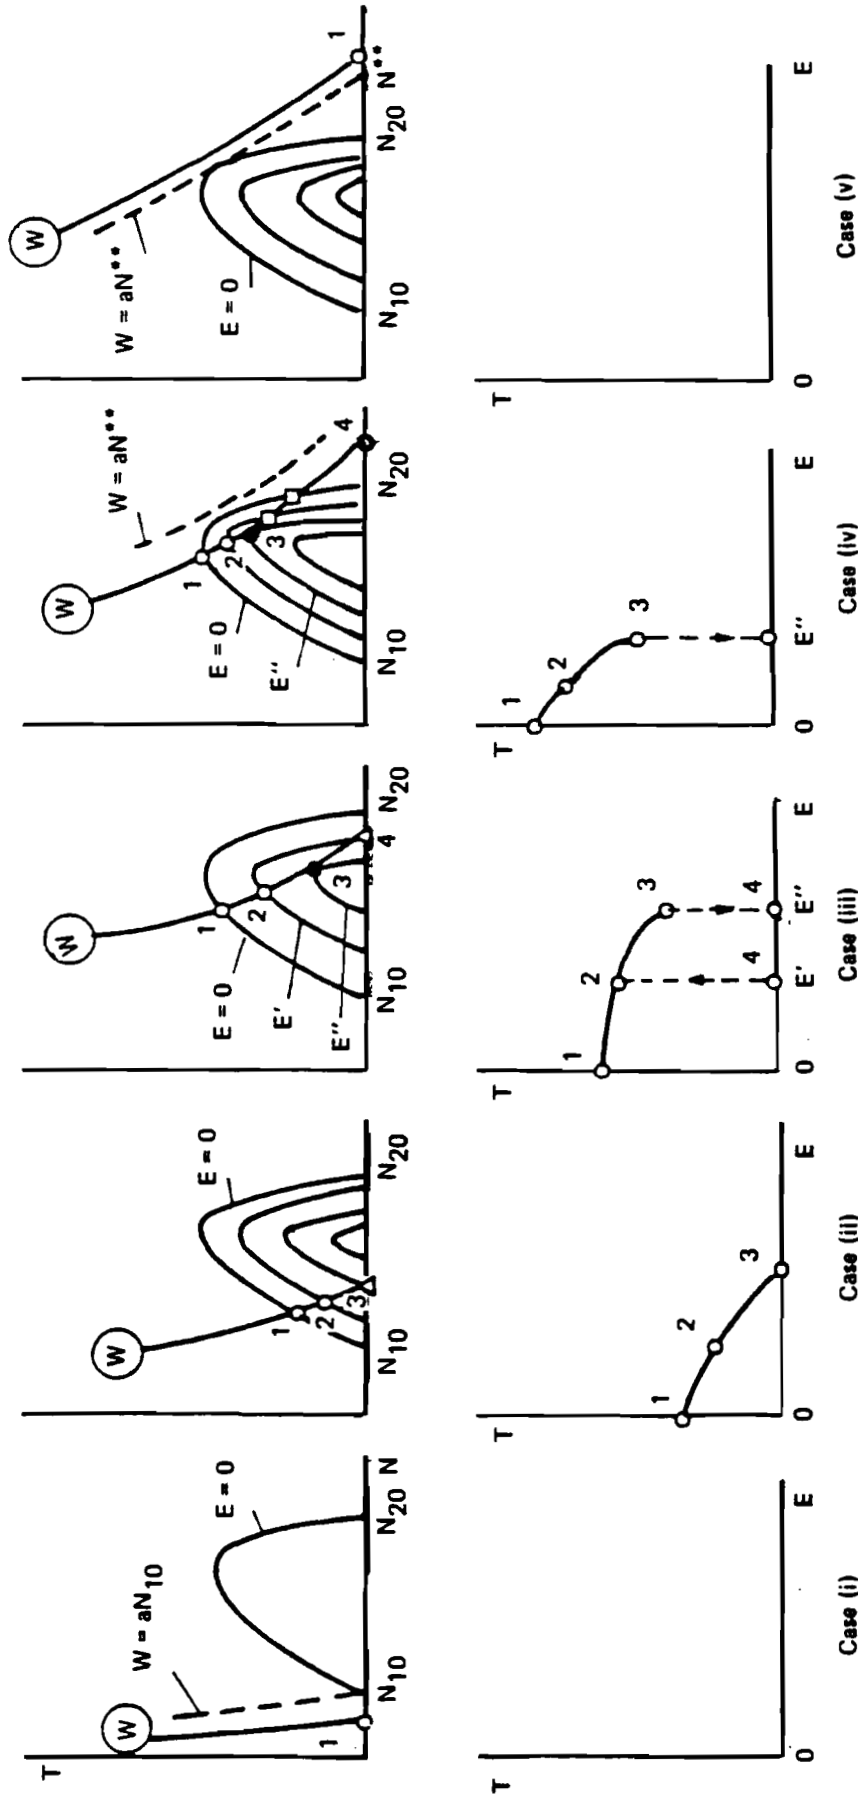 T
W
W = aN10
E = 0
1
N10
N20
N
W
E = 0
1
2
3
N10
N20
W
1
2
E = 0
E'
E"
3
4
N10
N20
W
W = aN**
1
2
E = 0
E"
3
4
N10
N20
W
W = aN**
E = 0
1
N10
N20
N**
T
0
E
Case (i)
T
1
2
3
0
E
Case (ii)
T
1
2
3
4
4
0
E'
E"
E
Case (iii)
T
1
2
3
0
E"
E
Case (iv)
T
0
E
Case (v)